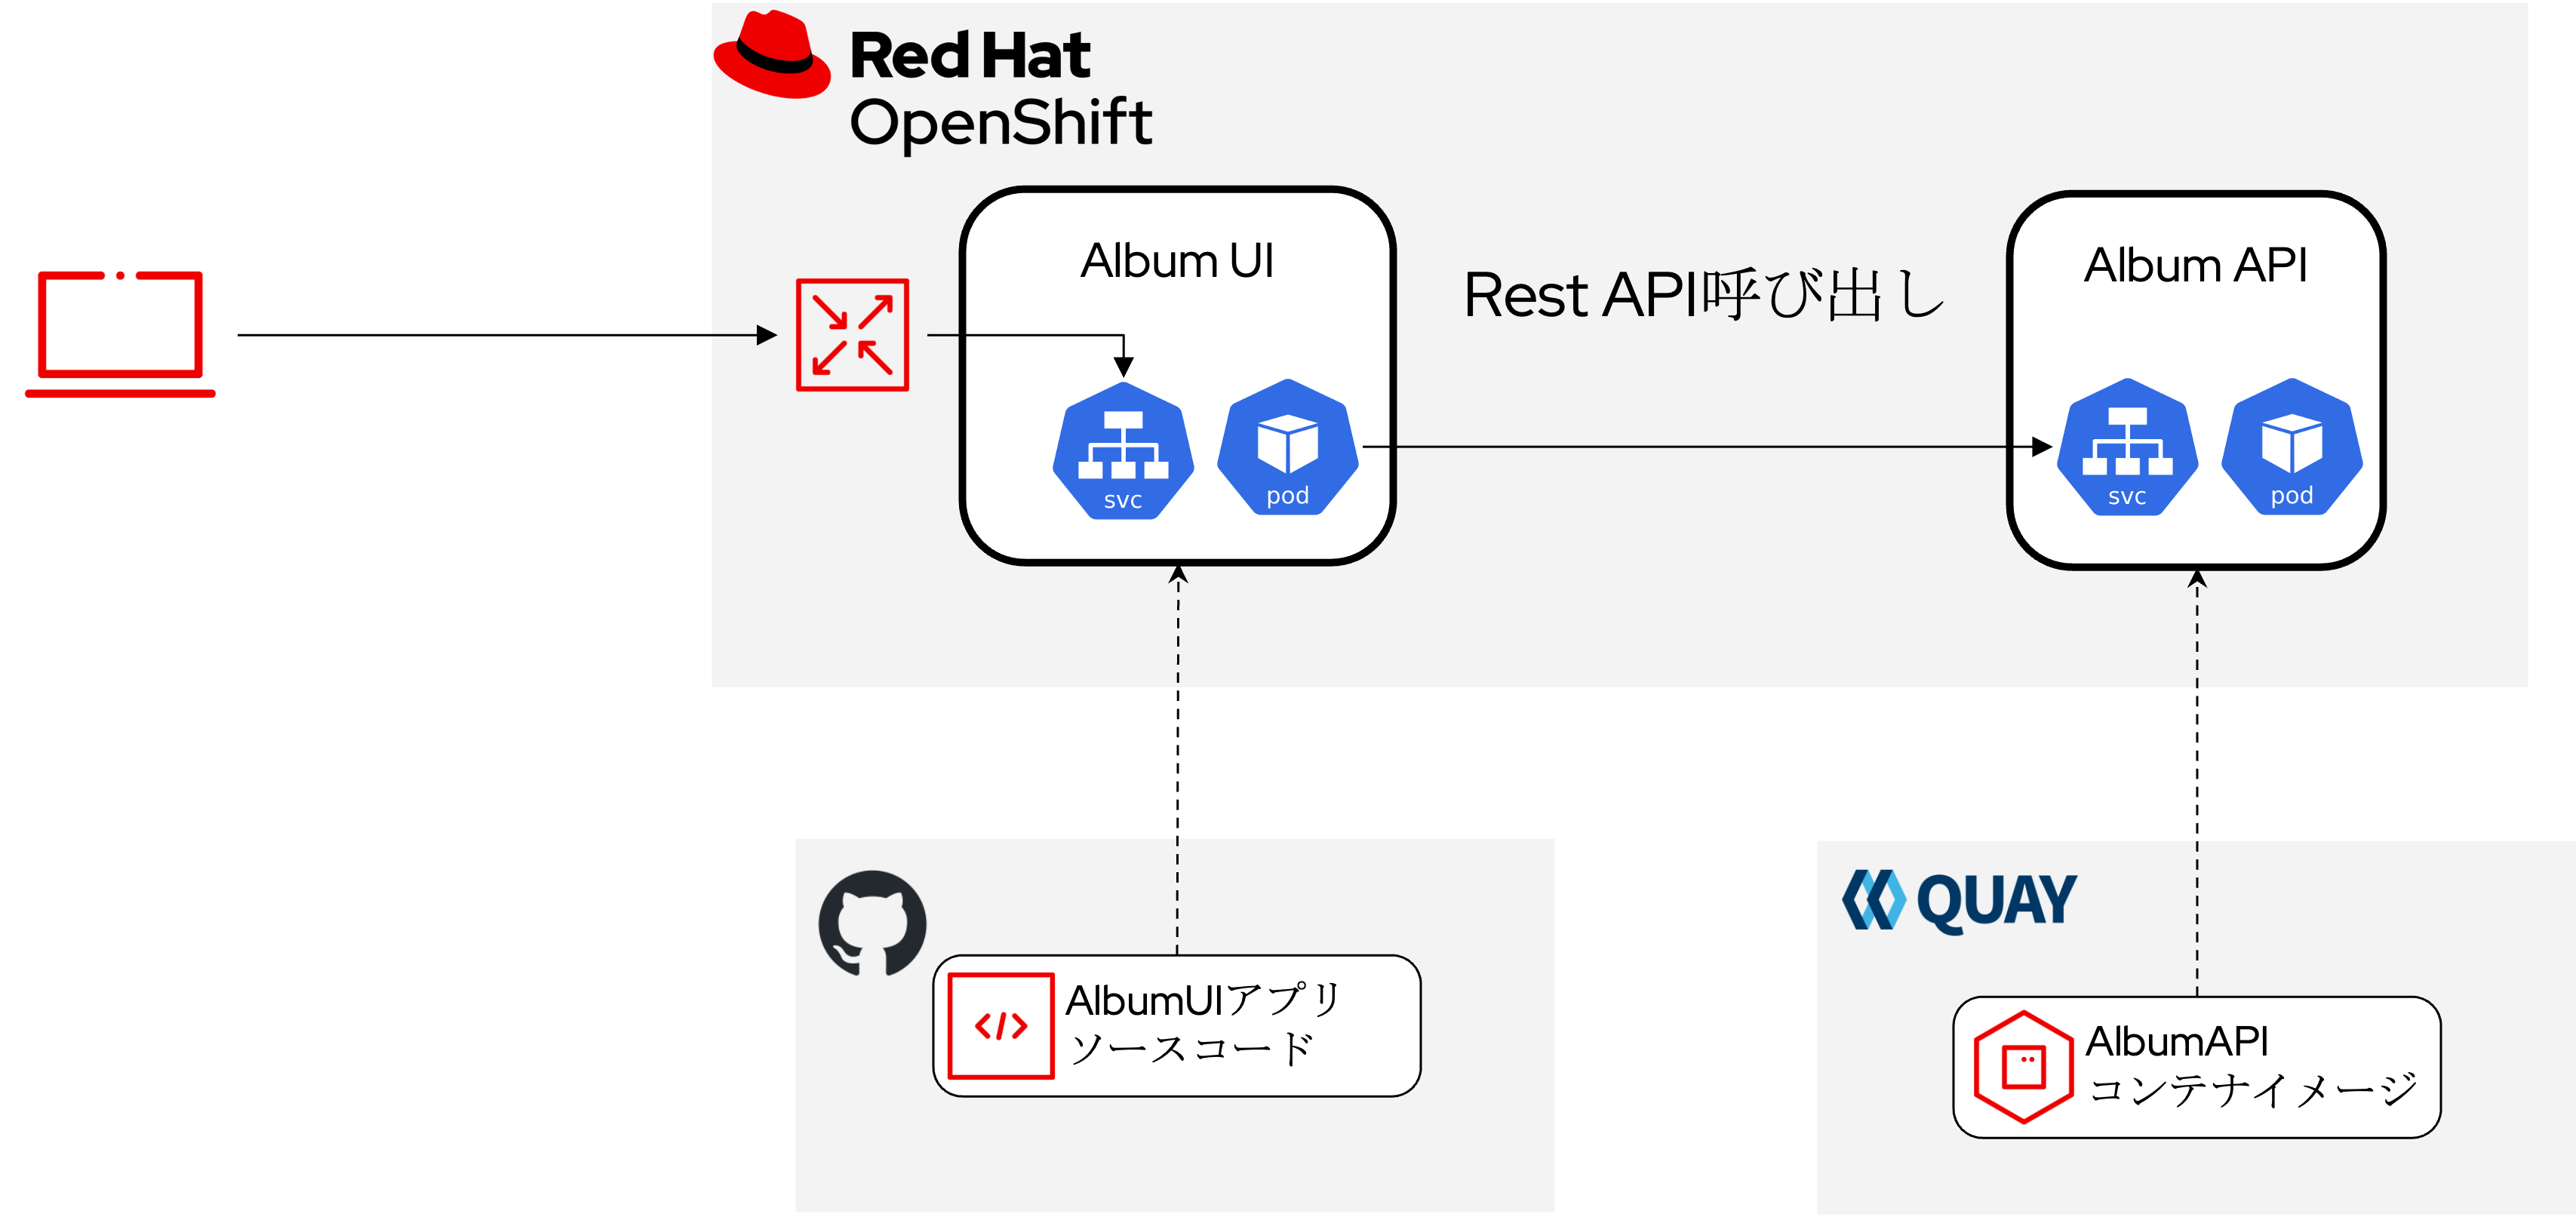 Red Hat
OpenShift
Album UI
Rest API呼び出し
Album API
svc
pod
svc
pod
QUAY
</>
AlbumUIアプリ
ソースコード
AlbumAPI
コンテナイメージ